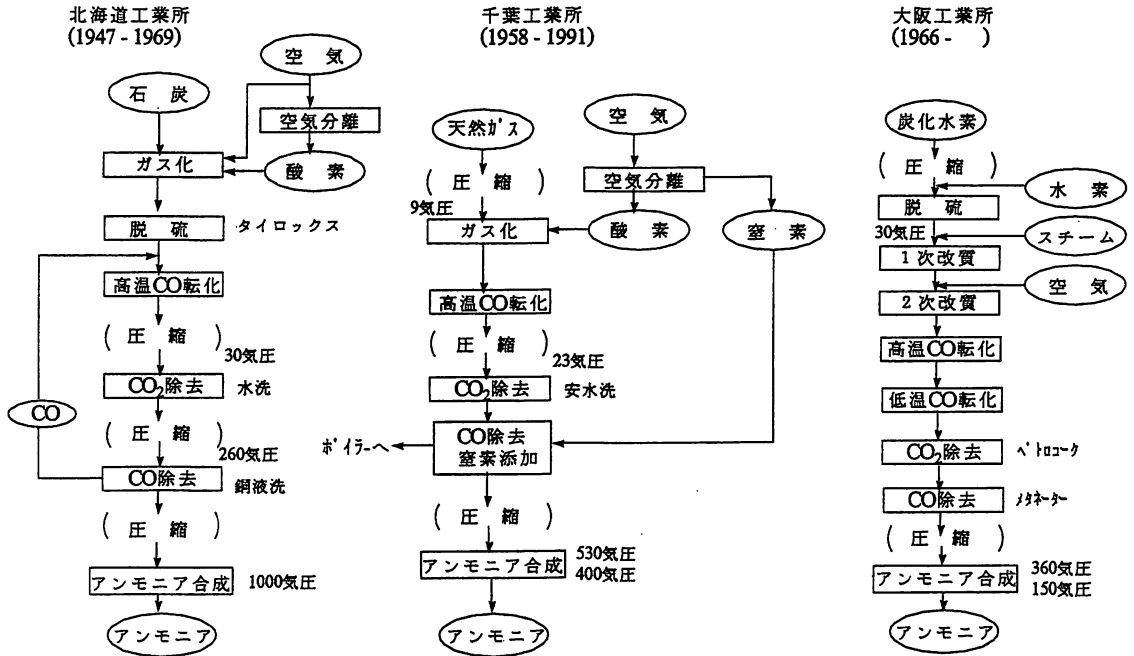 北海道工業所
(1947 - 1969)
空 気
石 炭
空気分離
ガス化
酸 素
脱 硫
タイロックス
高温CO転化
( 圧 縮 )
30気圧
CO2除去
水洗
CO
( 圧 縮 )
260気圧
CO除去
銅液洗
( 圧 縮 )
アンモニア合成
1000気圧
アンモニア
千葉工業所
(1958 - 1991)
空 気
天然ガス
( 圧 縮 )
空気分離
9気圧
ガス化
酸 素
窒 素
高温CO転化
( 圧 縮 )
23気圧
CO2除去
安水洗
ボイラーへ
CO除去
窒素添加
( 圧 縮 )
アンモニア合成
530気圧
400気圧
アンモニア
大阪工業所
(1966 - )
炭化水素
( 圧 縮 )
水 素
脱 硫
30気圧
スチーム
1次改質
空 気
2次改質
高温CO転化
低温CO転化
CO2除去
ペトロコーク
CO除去
メタネーター
( 圧 縮 )
アンモニア合成
360気圧
150気圧
アンモニア